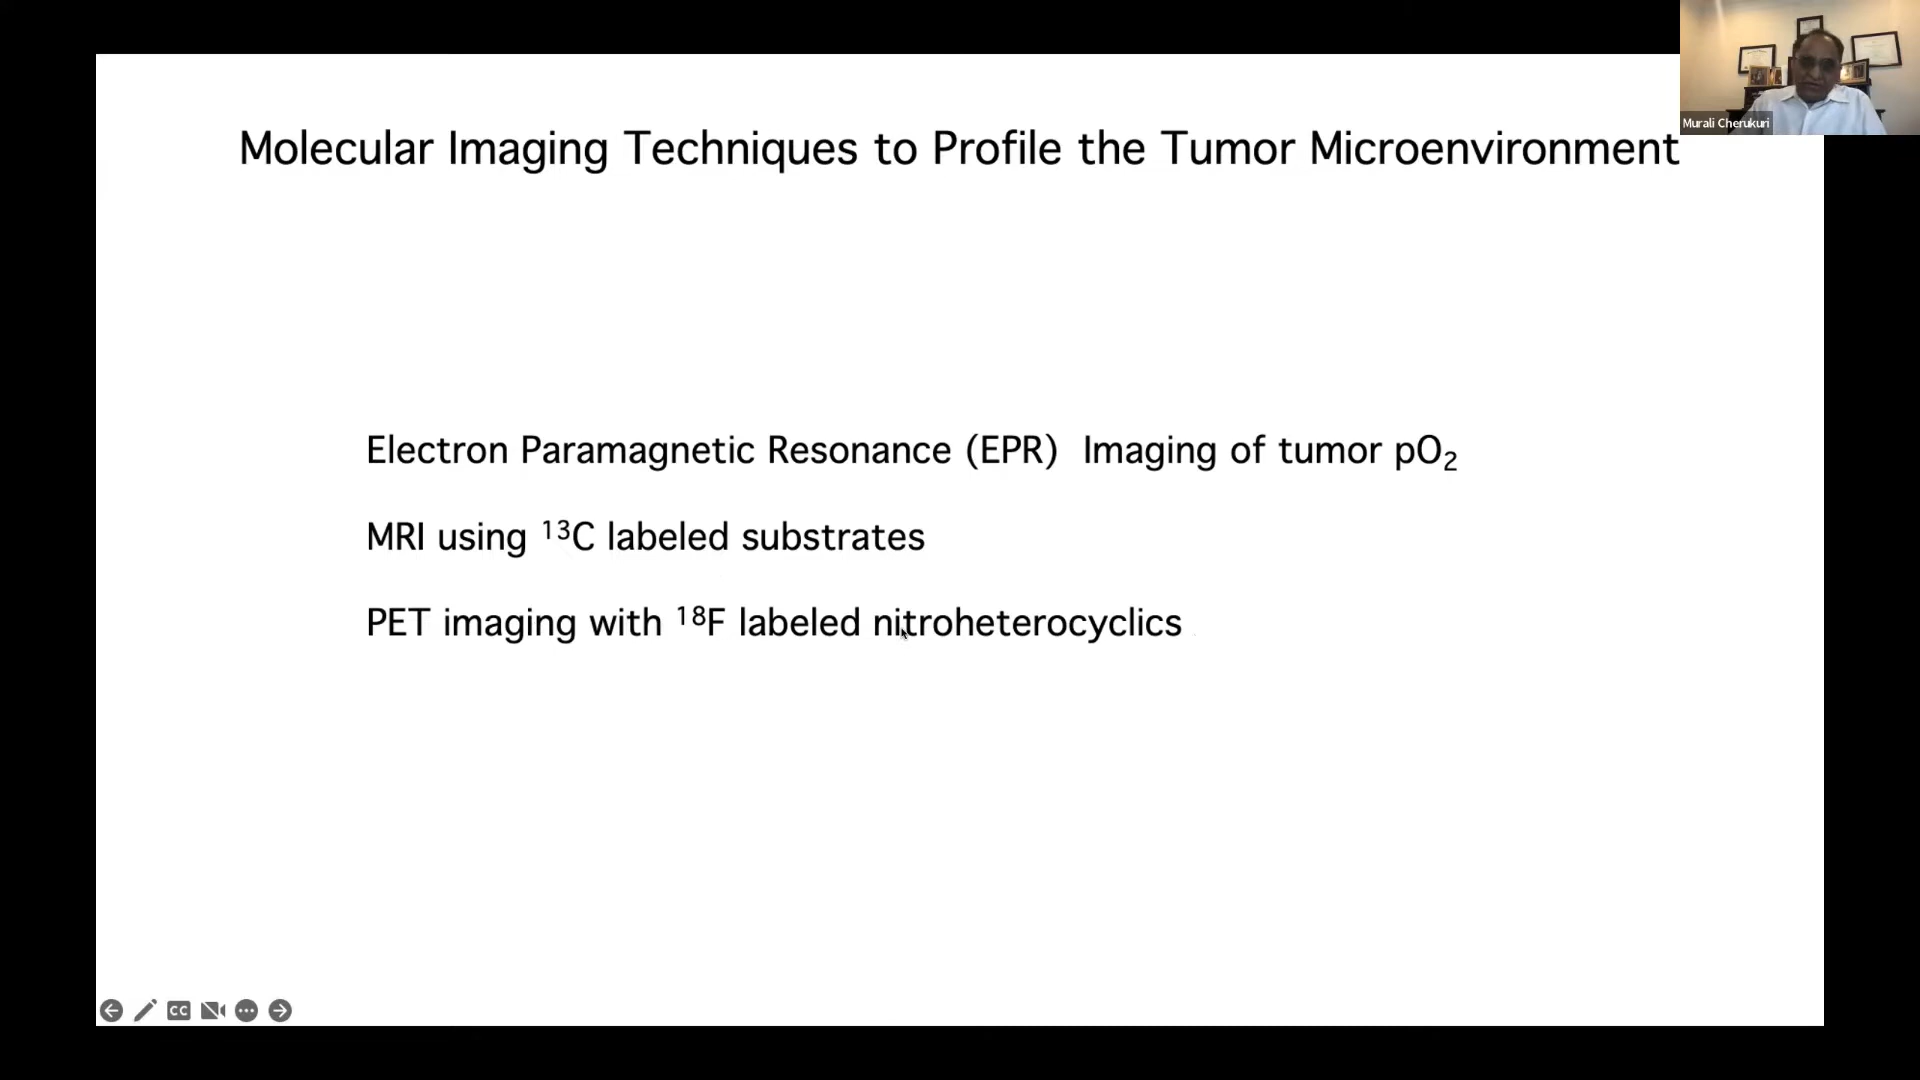 Murali Cherukuri
Molecular Imaging Techniques to Profile the Tumor Microenvironment
Electron Paramagnetic Resonance (EPR) Imaging of tumor pO₂
MRI using ¹³C labeled substrates
PET imaging with ¹⁸F labeled nitroheterocyclics
CC